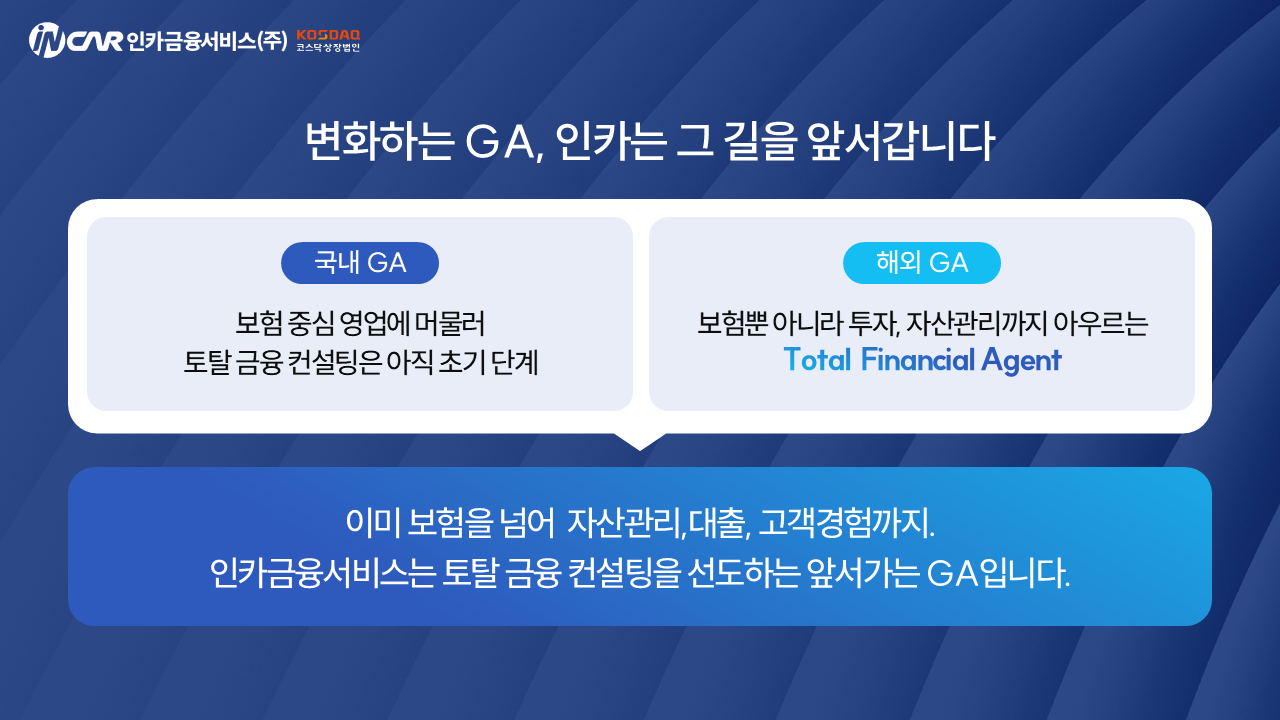 iNCAR 인카금융서비스(주) KOSDAQ
코스닥상장법인
변화하는 GA, 인카는 그 길을 앞서갑니다
국내 GA
보험 중심 영업에 머물러
토탈 금융 컨설팅은 아직 초기 단계
해외 GA
보험뿐 아니라 투자, 자산관리까지 아우르는
Total Financial Agent
이미 보험을 넘어 자산관리,대출, 고객경험까지.
인카금융서비스는 토탈 금융 컨설팅을 선도하는 앞서가는 GA입니다.